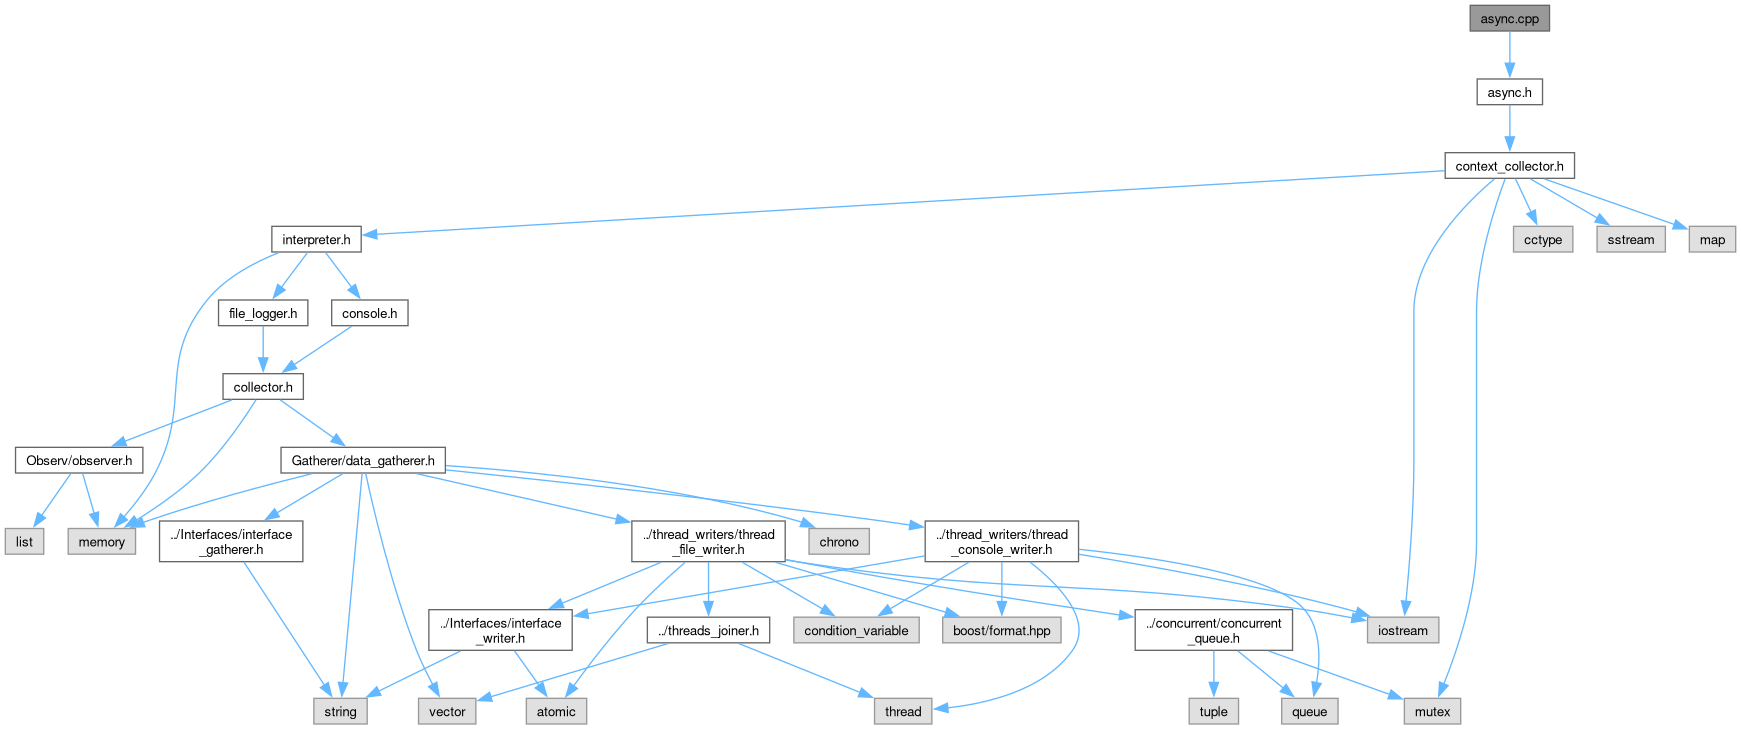 async.cpp
async.h
context_collector.h
interpreter.h
cctype
sstream
map
file_logger.h
console.h
collector.h
Observ/observer.h
Gatherer/data_gatherer.h
list
memory
../Interfaces/interface
_gatherer.h
../thread_writers/thread
_file_writer.h
chrono
../thread_writers/thread
_console_writer.h
../Interfaces/interface
_writer.h
../threads_joiner.h
condition_variable
boost/format.hpp
../concurrent/concurrent
_queue.h
iostream
string
vector
atomic
thread
tuple
queue
mutex